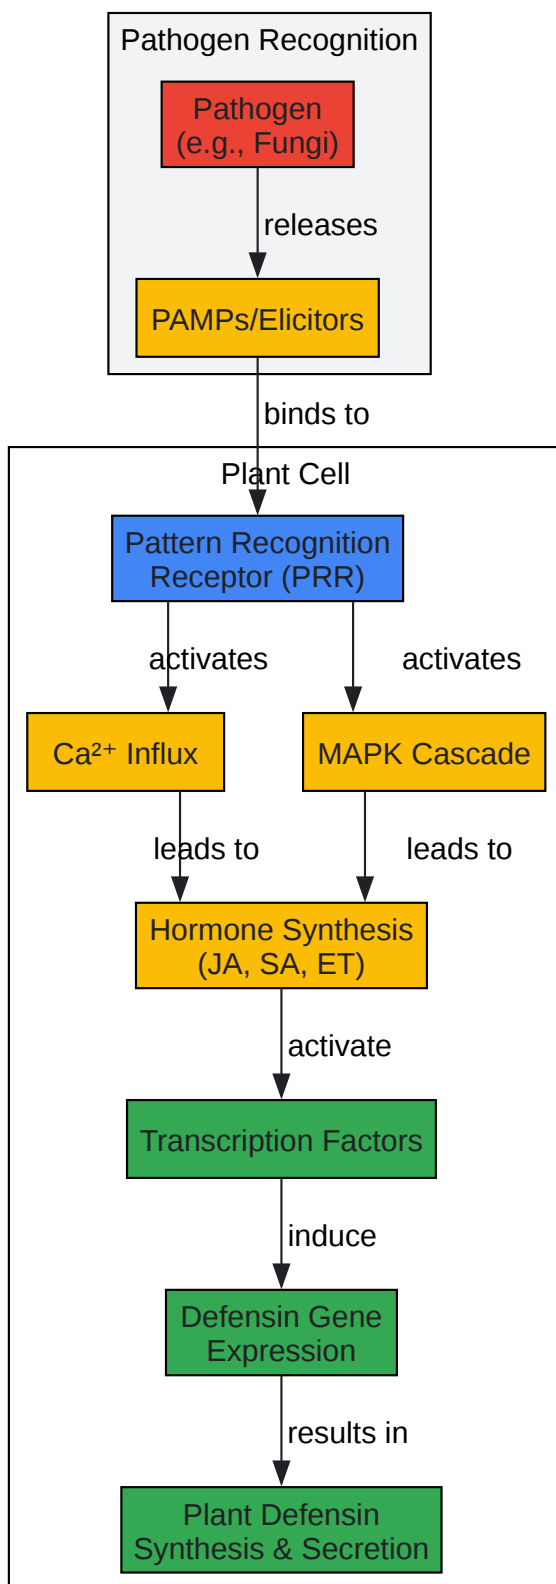 Pathogen Recognition
Pathogen
(e.g., Fungi)
releases
PAMPs/Elicitors
binds to
Plant Cell
Pattern Recognition
Receptor (PRR)
activates
activates
Ca²⁺ Influx
MAPK Cascade
leads to
leads to
Hormone Synthesis
(JA, SA, ET)
activate
Transcription Factors
induce
Defensin Gene
Expression
results in
Plant Defensin
Synthesis & Secretion